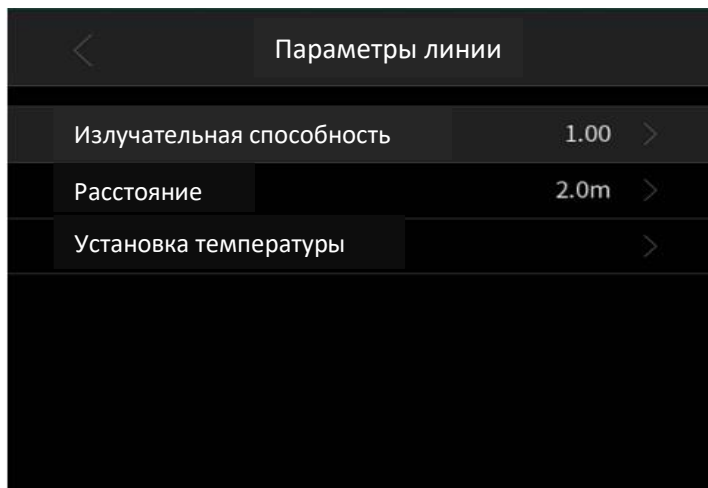 Параметры линии
Излучательная способность 1.00
Расстояние 2.0m
Установка температуры